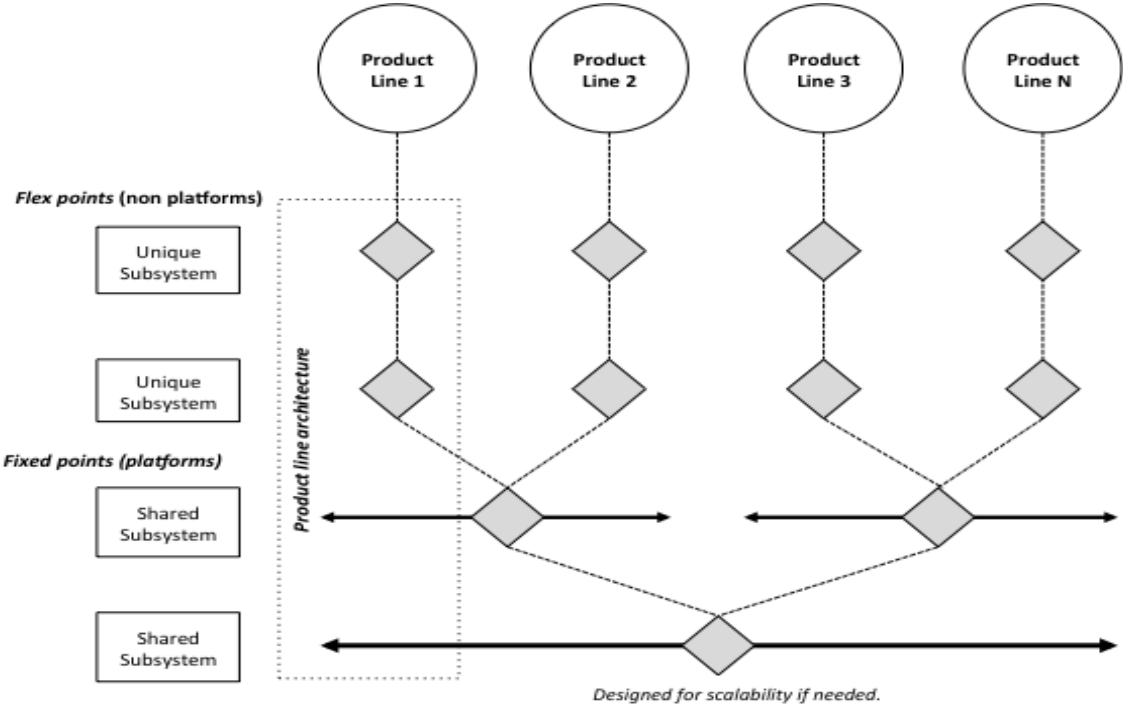 Product
Line 1
Product
Line 2
Product
Line 3
Product
Line N
Flex points (non platforms)
Unique
Subsystem
Unique
Subsystem
Product line architecture
Fixed points (platforms)
Shared
Subsystem
Shared
Subsystem
Designed for scalability if needed.